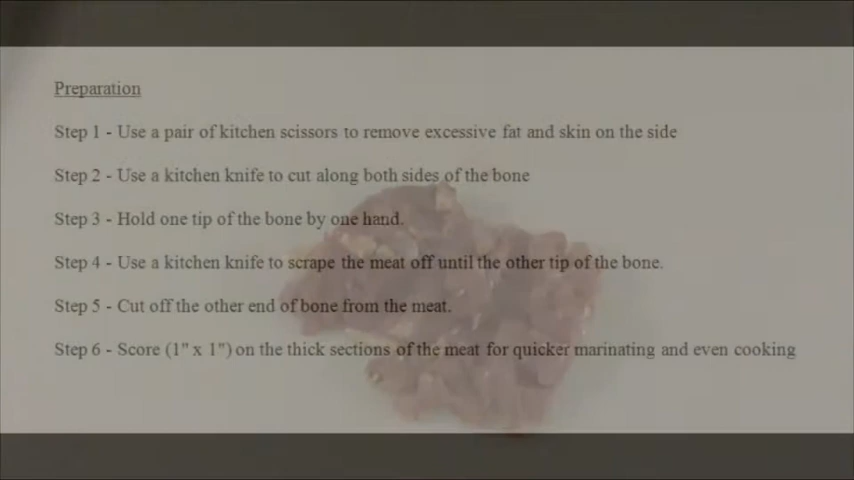 Preparation
Step 1 - Use a pair of kitchen scissors to remove excessive fat and skin on the side
Step 2 - Use a kitchen knife to cut along both sides of the bone
Step 3 - Hold one tip of the bone by one hand.
Step 4 - Use a kitchen knife to scrape the meat off until the other tip of the bone.
Step 5 - Cut off the other end of bone from the meat.
Step 6 - Score (1" x 1") on the thick sections of the meat for quicker marinating and even cooking